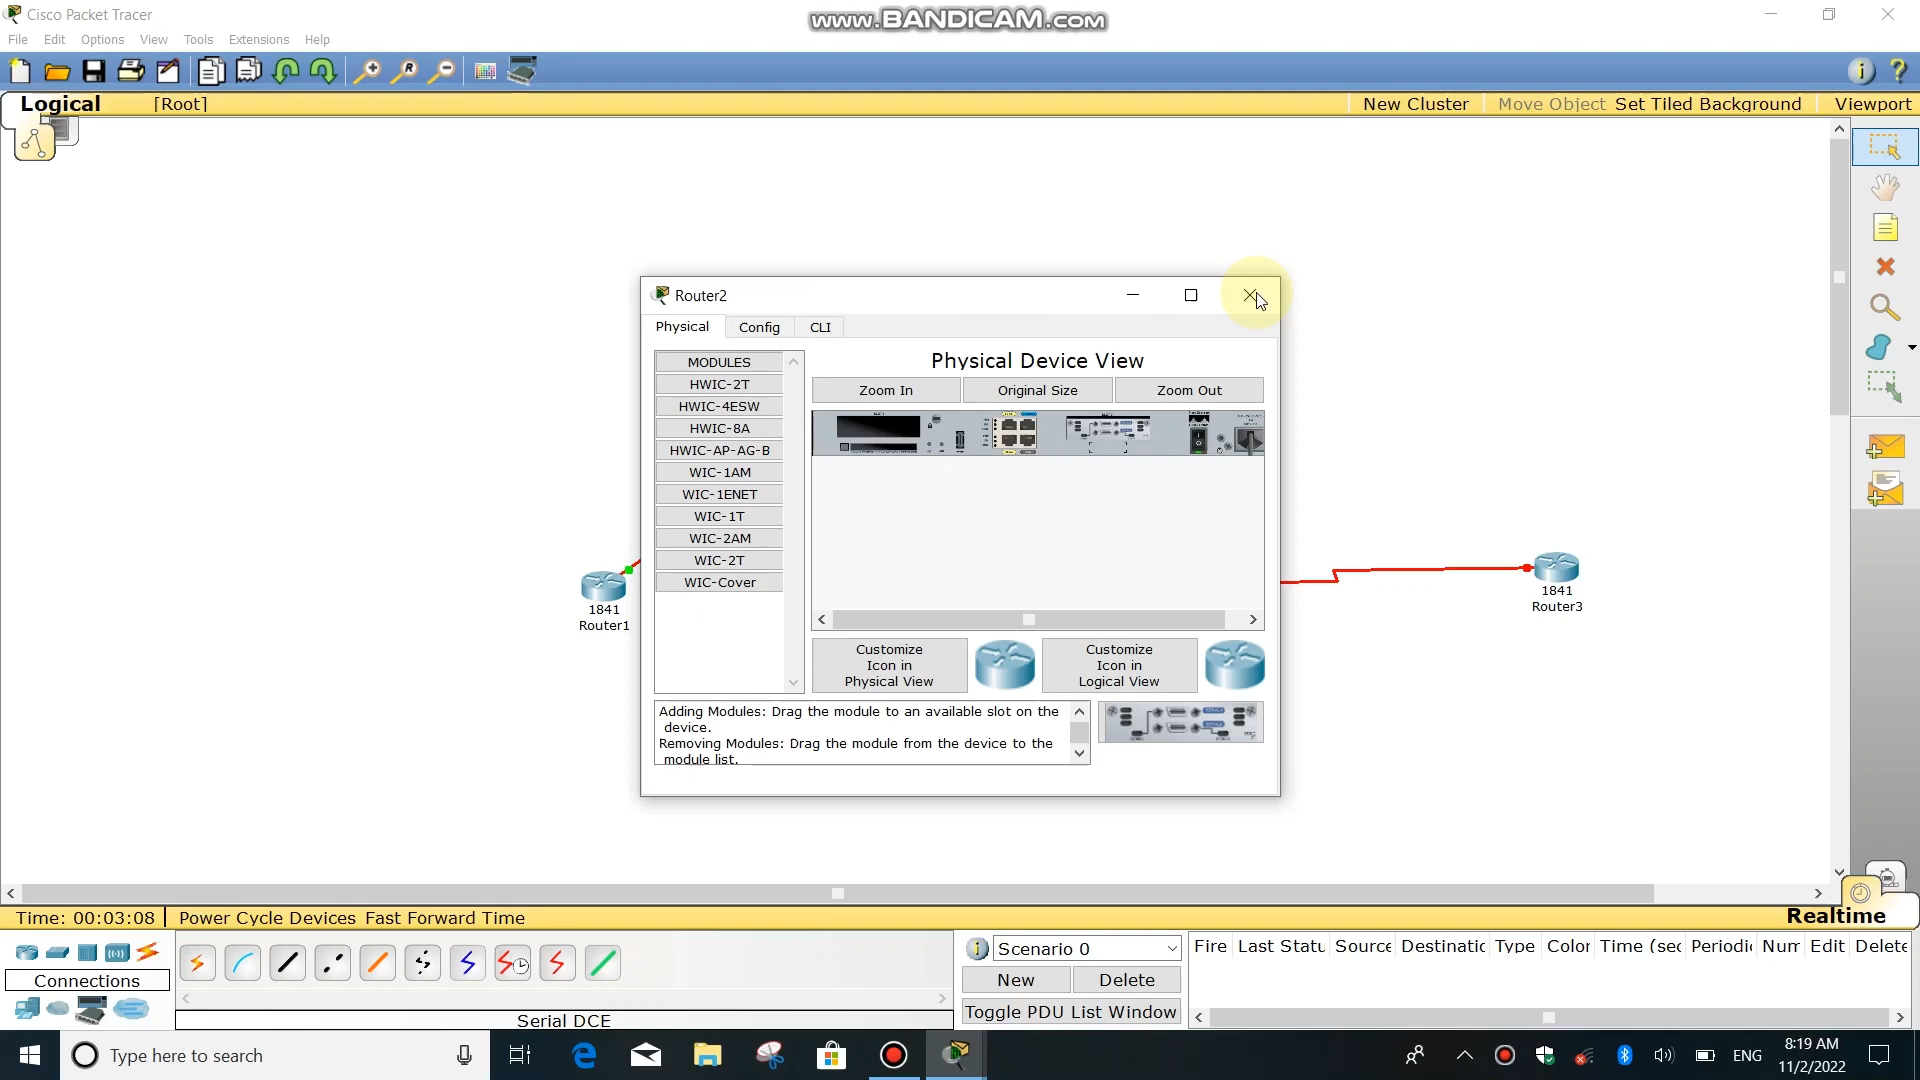 Cisco Packet Tracer
www.BANDICAM.com
File Edit Options View Tools Extensions Help
Logical [Root] New Cluster Move Object Set Tiled Background Viewport
Router2
Physical Config CLI
MODULES
HWIC-2T
HWIC-4ESW
HWIC-8A
HWIC-AP-AG-B
WIC-1AM
WIC-1ENET
WIC-1T
WIC-2AM
WIC-2T
WIC-Cover
Physical Device View
Zoom In Original Size Zoom Out
Customize
Icon in
Physical View
Customize
Icon in
Logical View
Adding Modules: Drag the module to an available slot on the
device.
Removing Modules: Drag the module from the device to the
module list.
1841
Router1
1841
Router3
Time: 00:03:08 Power Cycle Devices Fast Forward Time
Realtime
Connections
Serial DCE
Scenario 0
New Delete
Toggle PDU List Window
Fire Last Statu Source Destinatic Type Color Time (sec Periodic Num Edit Delete
Type here to search
ENG
8:19 AM
11/2/2022